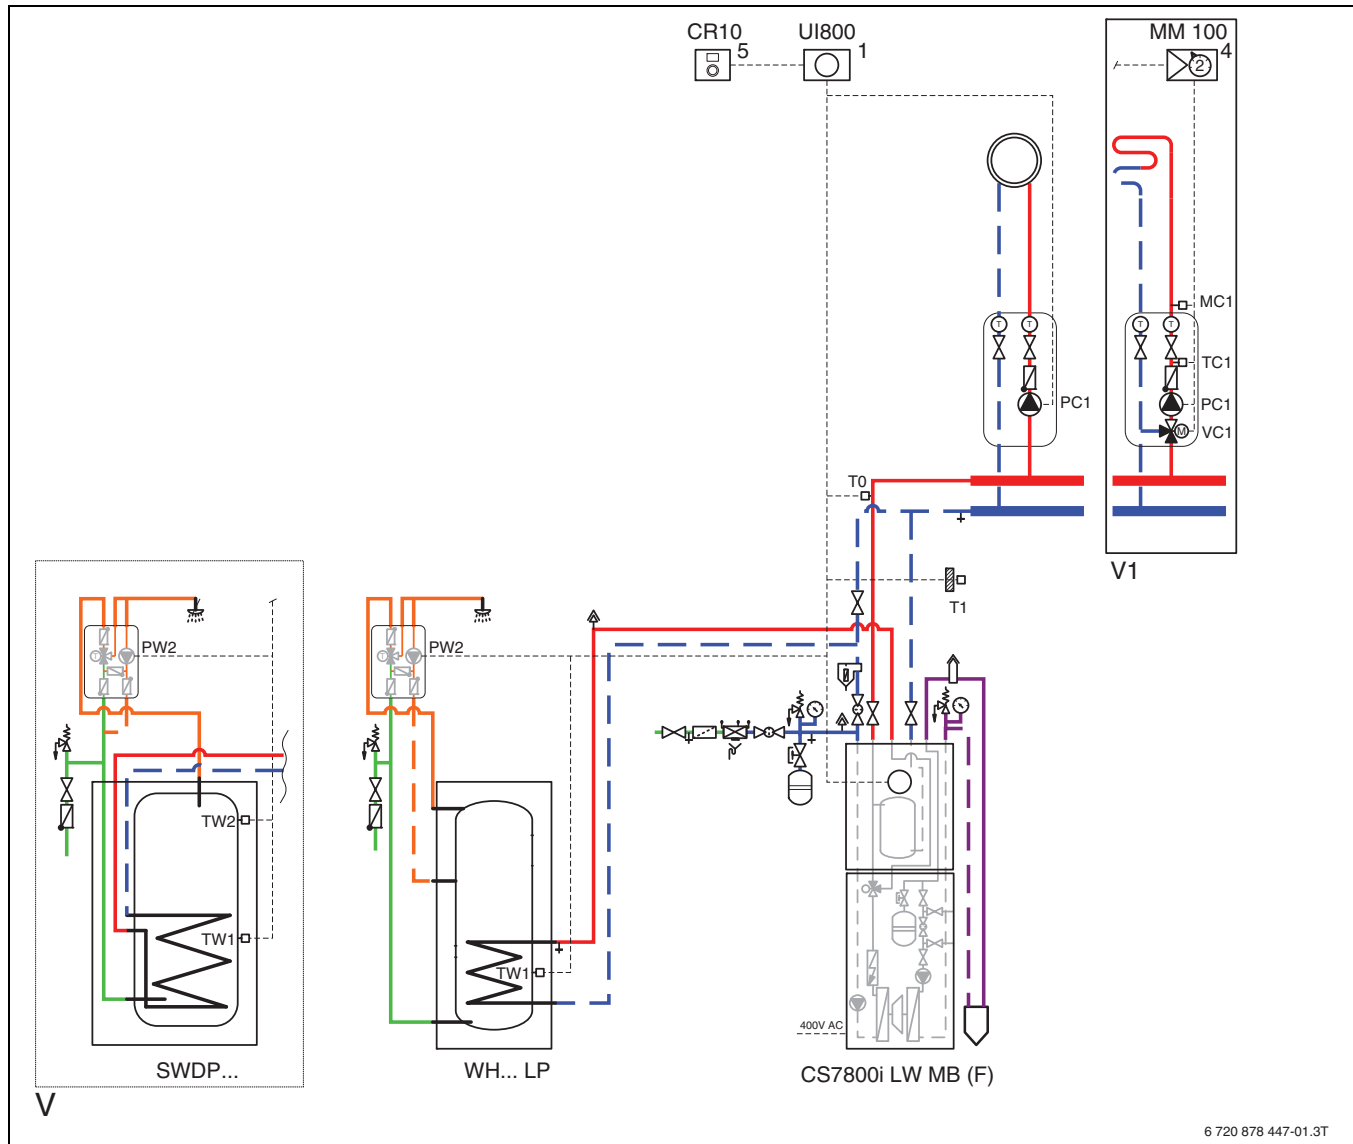 CR10
5
UI800
1
MM 100
4
2
MC1
T
T
T
T
TC1
PC1
PC1
M
VC1
T0
V1
T1
T
PW2
T
PW2
TW2
TW1
TW1
400V AC
SWDP...
WH... LP
CS7800i LW MB (F)
V
6 720 878 447-01.3T